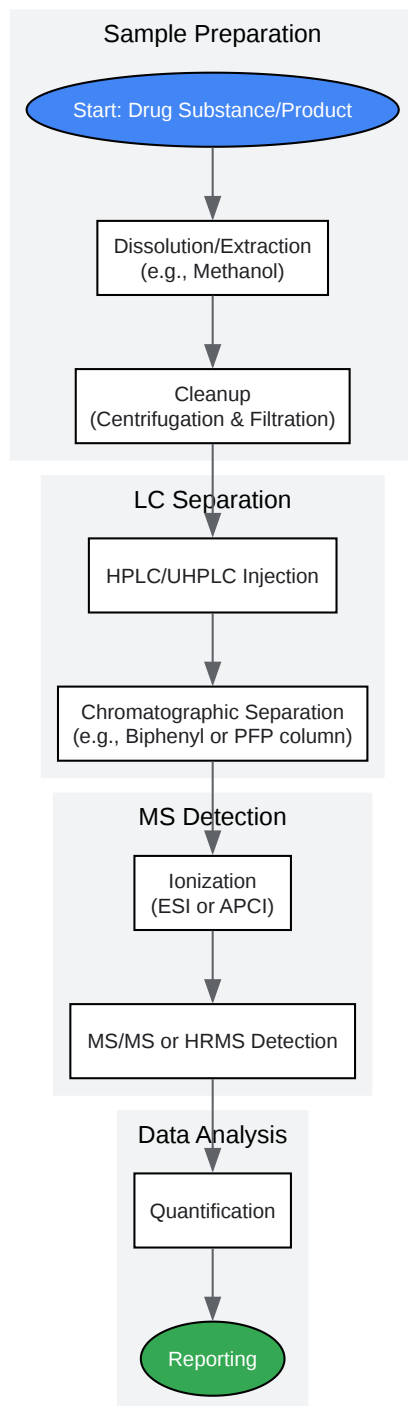 Sample Preparation
Start: Drug Substance/Product
Dissolution/Extraction
(e.g., Methanol)
Cleanup
(Centrifugation & Filtration)
LC Separation
HPLC/UHPLC Injection
Chromatographic Separation
(e.g., Biphenyl or PFP column)
MS Detection
Ionization
(ESI or APCI)
MS/MS or HRMS Detection
Data Analysis
Quantification
Reporting